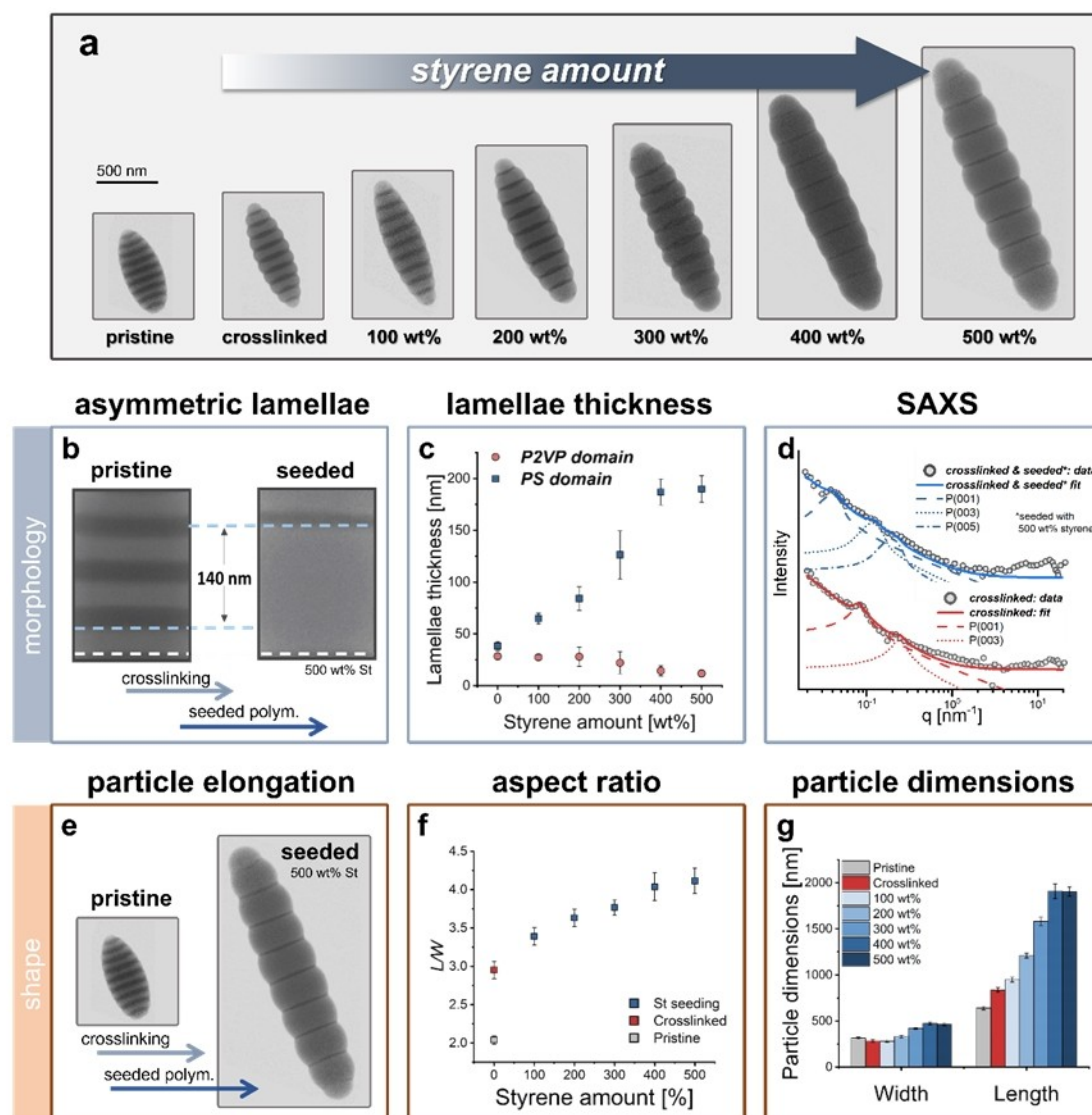 a
styrene amount
500 nm
pristine
crosslinked
100 wt%
200 wt%
300 wt%
400 wt%
500 wt%
morphology
asymmetric lamellae
b
pristine
seeded
140 nm
500 wt% St
crosslinking
seeded polym.
lamellae thickness
c
P2VP domain
PS domain
Lamellae thickness [nm]
200
150
100
50
0
0 100 200 300 400 500
Styrene amount [wt%]
SAXS
d
crosslinked & seeded*: data
crosslinked & seeded* fit
P(001)
P(003)
P(005)
*seeded with
500 wt% styrene
crosslinked: data
crosslinked: fit
P(001)
P(003)
Intensity
10⁻¹ 10⁰ 10¹
q [nm⁻¹]
shape
particle elongation
e
pristine
seeded
500 wt% St
crosslinking
seeded polym.
aspect ratio
f
L/W
4.5
4.0
3.5
3.0
2.5
2.0
St seeding
Crosslinked
Pristine
0 100 200 300 400 500
Styrene amount [%]
particle dimensions
g
Particle dimensions [nm]
2000
1500
1000
500
0
Pristine
Crosslinked
100 wt%
200 wt%
300 wt%
400 wt%
500 wt%
Width Length